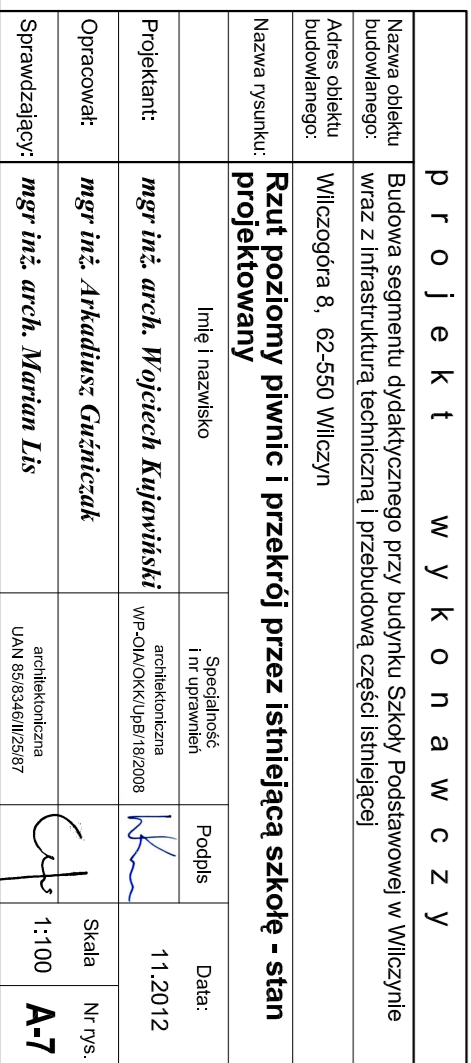 projekt wykonawczy
Nazwa obiektu
budowlanego:
Budowa segmentu dydaktycznego przy budynku Szkoły Podstawowej w Wilczynie
wraz z infrastrukturą techniczną i przebudową części istniejącej
Adres obiektu
budowlanego:
Wilczogóra 8, 62-550 Wilczyn
Nazwa rysunku:
Rzut poziomy piwnic i przekrój przez istniejącą szkołę - stan
projektowany
Imię i nazwisko
Specjalność
i nr uprawnień
Podpis
Data:
Projektant:
mgr inż. arch. Wojciech Kujawiński
architektoniczna
WP-OIA/OKK/UpB/18/2008
11.2012
Opracował:
mgr inż. Arkadiusz Guźniczak
Skala
Nr rys.
Sprawdzający:
mgr inż. arch. Marian Lis
architektoniczna
UAN 85/8346/II/25/87
1:100
A-7